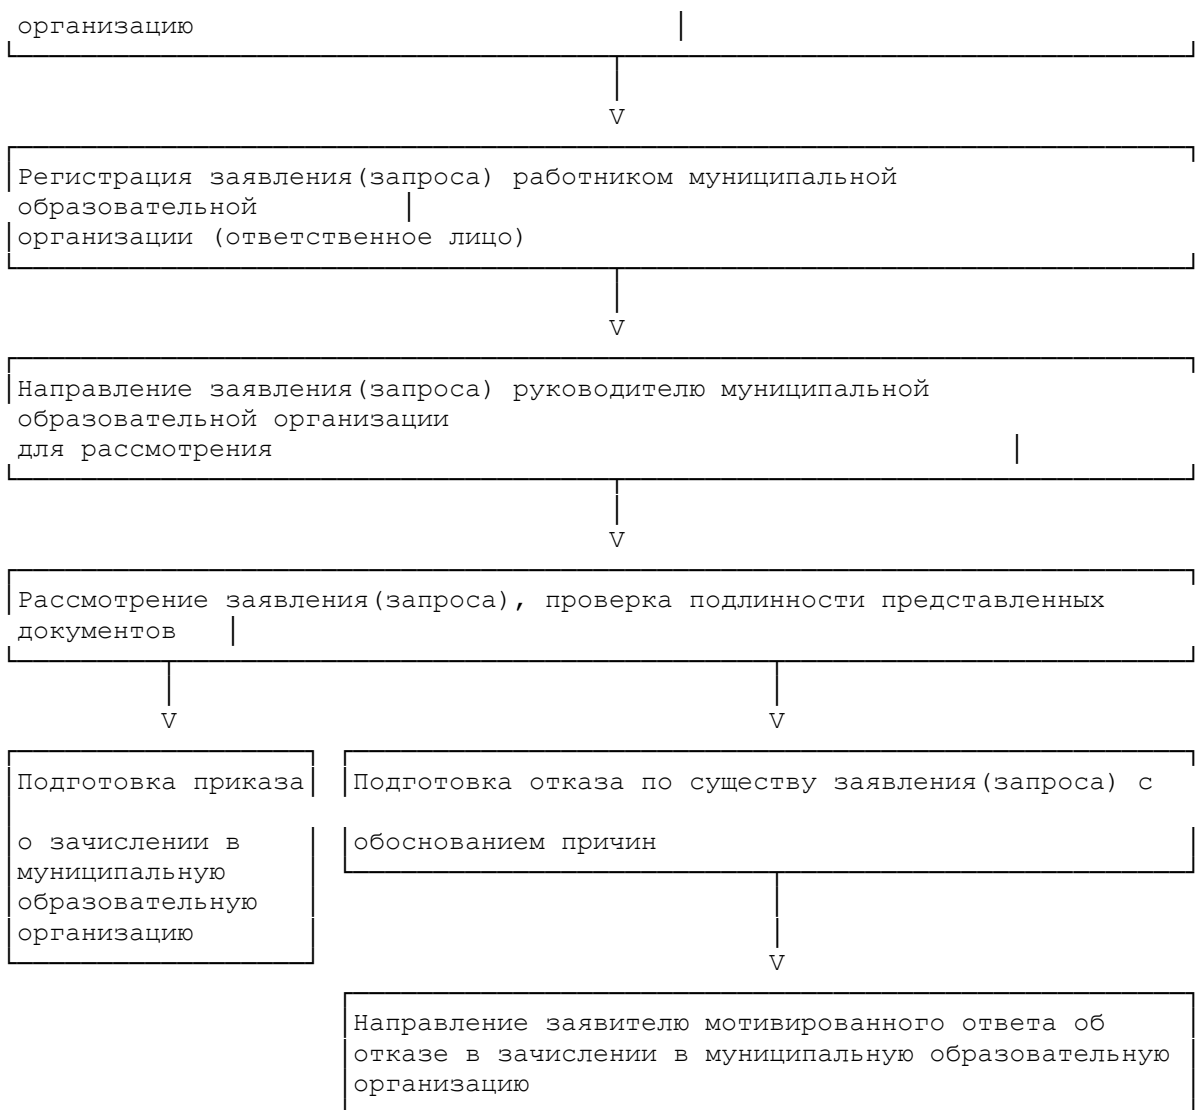 организацию
V
Регистрация заявления(запроса) работником муниципальной
образовательной
организации (ответственное лицо)
V
Направление заявления(запроса) руководителю муниципальной
образовательной организации
для рассмотрения
V
Рассмотрение заявления(запроса), проверка подлинности представленных
документов
V V
Подготовка приказа Подготовка отказа по существу заявления(запроса) с
о зачислении в обоснованием причин
муниципальную
образовательную
организацию
V
Направление заявителю мотивированного ответа об
отказе в зачислении в муниципальную образовательную
организацию